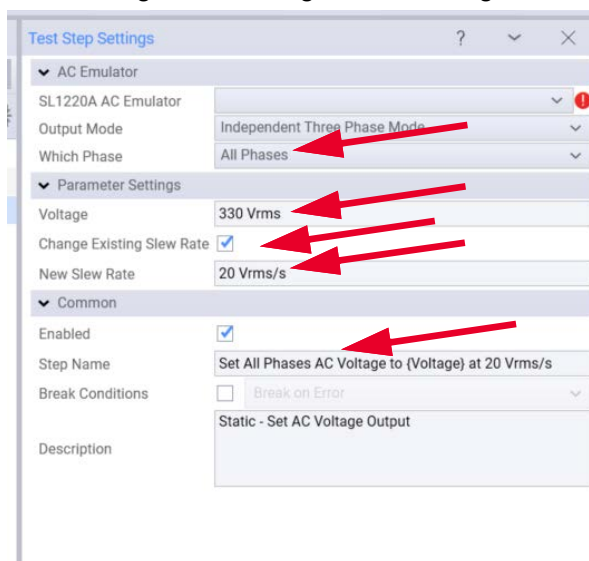 Test Step Settings ?
AC Emulator
SL1220A AC Emulator
Output Mode Independent Three Phase Mode
Which Phase All Phases
Parameter Settings
Voltage 330 Vrms
Change Existing Slew Rate
New Slew Rate 20 Vrms/s
Common
Enabled
Step Name Set All Phases AC Voltage to {Voltage} at 20 Vrms/s
Break Conditions Break on Error
Static - Set AC Voltage Output
Description